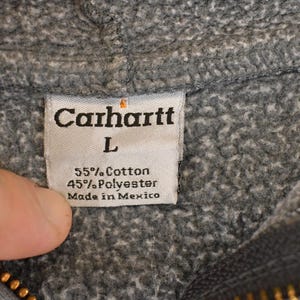 Carhartt
L
55% Cotton
45% Polyester
Made in Mexico